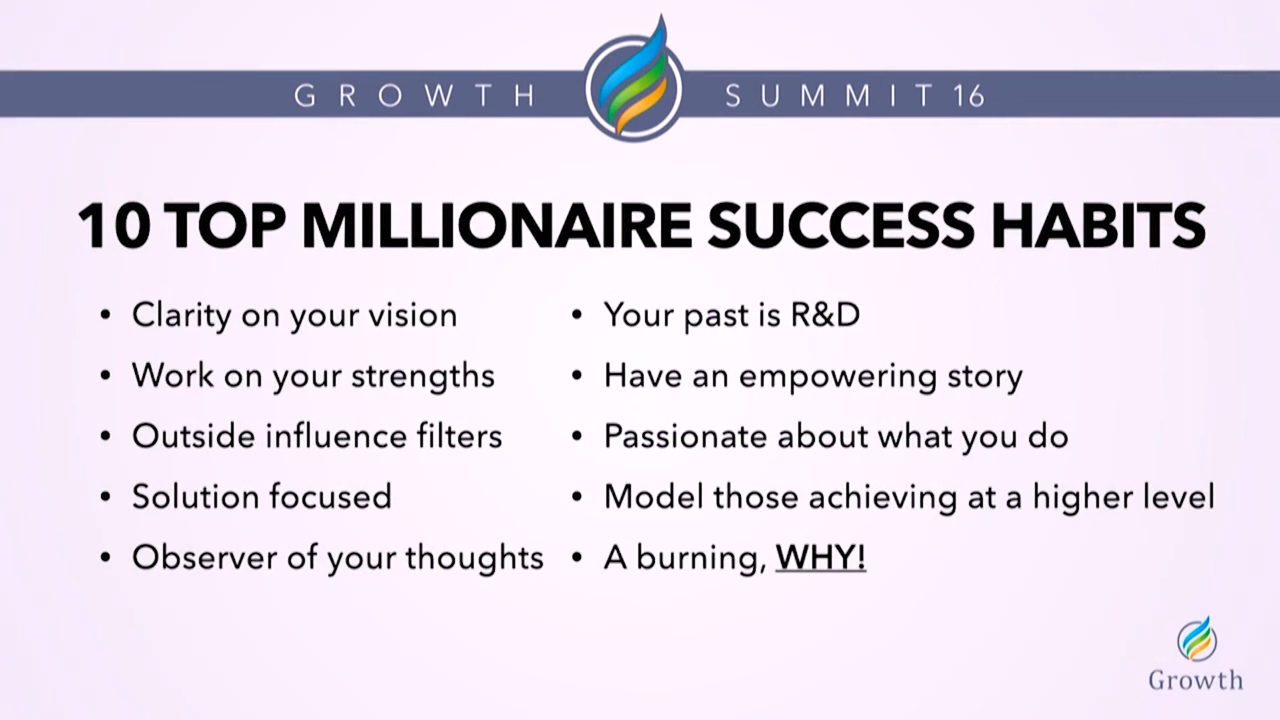 GROWTH SUMMIT 16
10 TOP MILLIONAIRE SUCCESS HABITS
• Clarity on your vision
• Work on your strengths
• Outside influence filters
• Solution focused
• Observer of your thoughts
• Your past is R&D
• Have an empowering story
• Passionate about what you do
• Model those achieving at a higher level
• A burning, WHY!
Growth